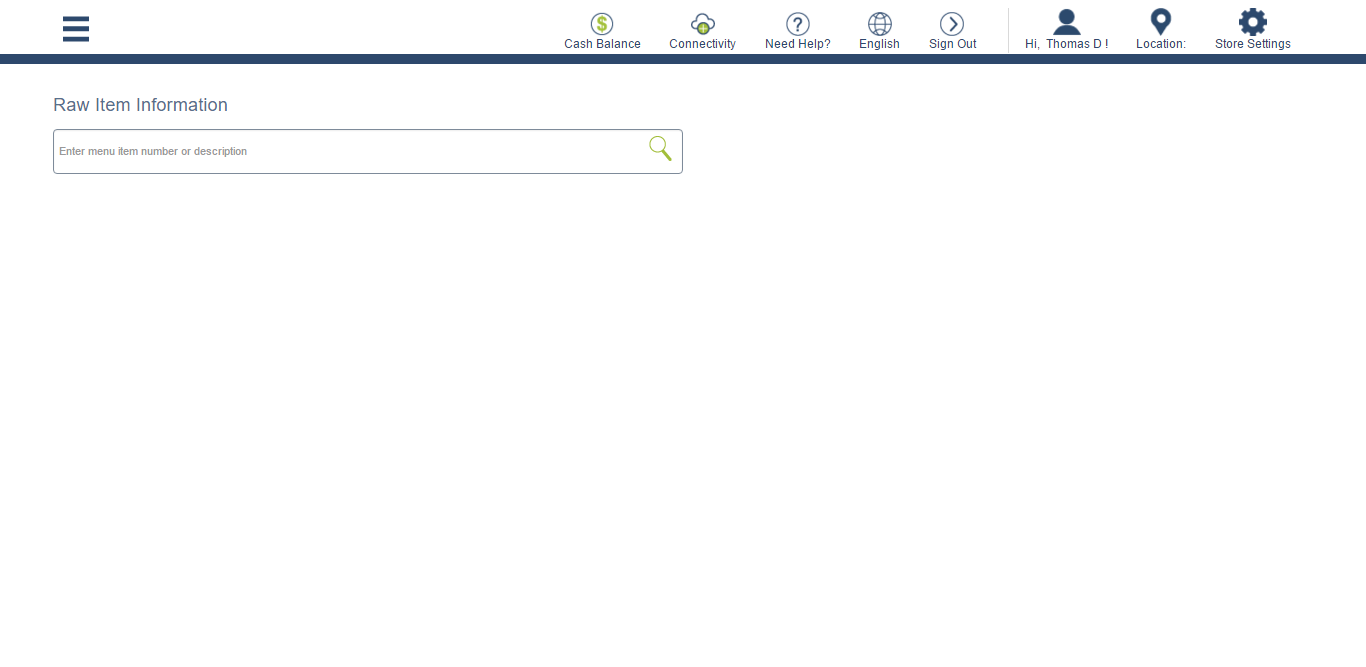 Cash Balance
Connectivity
Need Help?
English
Sign Out
Hi, Thomas D !
Location:
Store Settings
Raw Item Information
Enter menu item number or description